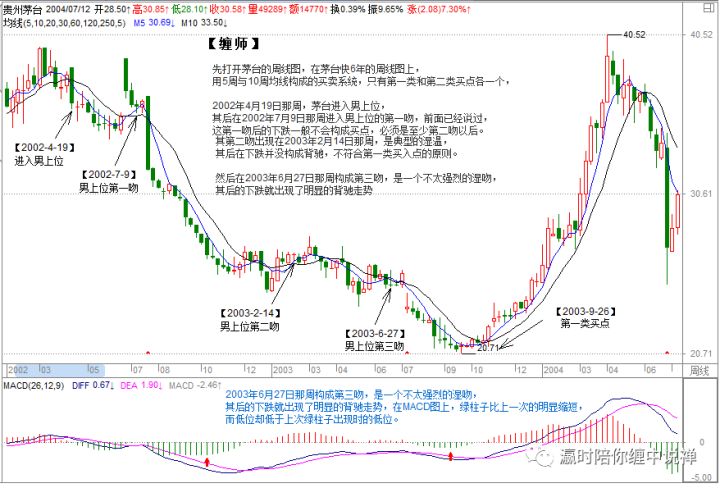 贵州茅台 2004/07/12 开28.50↑高30.85↑低28.10↑收30.58↑量49289↑额14770↑换0.39%振9.65% 涨(2.08)7.30%↑
均线(5,10,20,30,60,120,250,5) M5 30.69↓ M10 33.50↓
【缠师】
40.52
40.52
先打开茅台的周线图，在茅台快6年的周线图上，
用5周与10周均线构成的买卖系统，只有第一类和第二类买点各一个，
2002年4月19日那周，茅台进入男上位，
其后在2002年7月9日那周进入男上位的第一吻，前面已经说过，
这第一吻后的下跌一般不会构成买点，必须是至少第二吻以后。
其第二吻出现在2003年2月14那周，是典型的湿温，
其后在下跌并没构成背驰，不符合第一类买入点的原则。
然后在2003年6月27日那周构成第三吻，是一个不太强烈的湿吻，
其后的下跌就出现了明显的背驰走势
【2002-4-19】
进入男上位
【2002-7-9】
男上位第一吻
30.61
【2003-2-14】
男上位第二吻
【2003-6-27】
男上位第三吻
【2003-9-26】
第一类买点
20.71
20.71
2002 03 05 07 08 10 2003 03 04 06 07 09 10 2004 04 06 周线
MACD(26,12,9) DIFF 0.67↓ DEA 1.90↓ MACD -2.46↑
2003年6月27日那周构成第三吻，是一个不太强烈的湿吻，
其后的下跌就出现了明显的背驰走势，在MACD图上，绿柱子比上一次的明显缩短，
而低位却低于上次绿柱子出现时的低位。
0.00
赢时陪你缠中说禅
-5.00